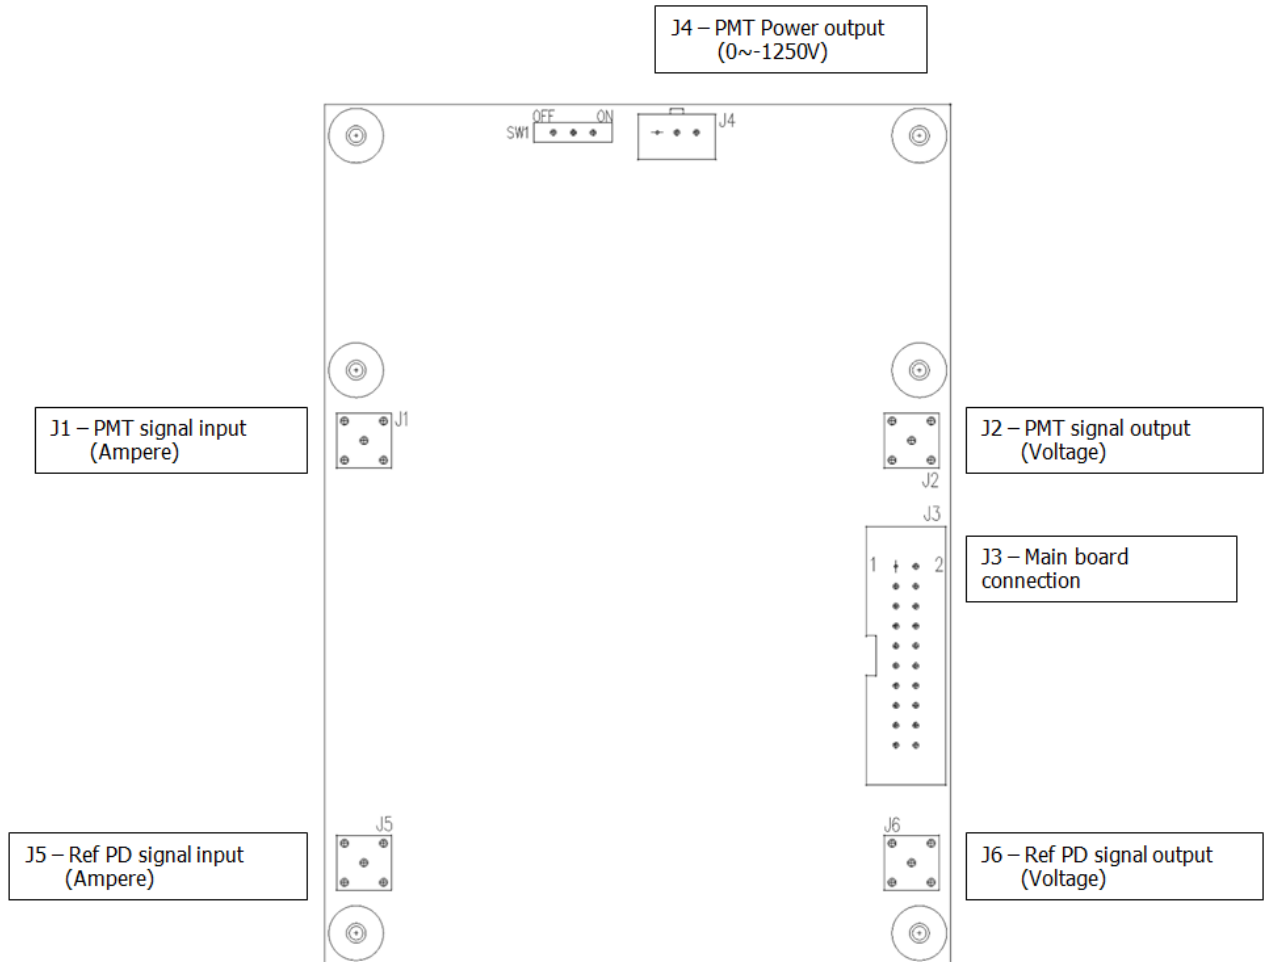 J4 – PMT Power output
(0~-1250V)
OFF ON
SW1
J4
J1 – PMT signal input
(Ampere)
J1
J2 – PMT signal output
(Voltage)
J2
J3
1 2
J3 – Main board
connection
J5 – Ref PD signal input
(Ampere)
J5
J6
J6 – Ref PD signal output
(Voltage)